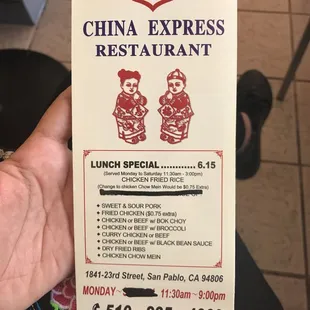 CHINA EXPRESS
RESTAURANT
LUNCH SPECIAL ............ 6.15
(Served Monday to Saturday 11:30am - 3:00pm)
CHICKEN FRIED RICE
(Change to chicken Chow Mein Would be $0.75 Extra)
• SWEET & SOUR PORK
• FRIED CHICKEN ($0.75 extra)
• CHICKEN or BEEF w/ BOK CHOY
• CHICKEN or BEEF w/ BROCCOLI
• CURRY CHICKEN or BEEF
• CHICKEN or BEEF w/ BLACK BEAN SAUCE
• DRY FRIED RIBS
• CHICKEN CHOW MEIN
1841-23rd Street, San Pablo, CA 94806
MONDAY ~ 11:30am ~ 9:00pm